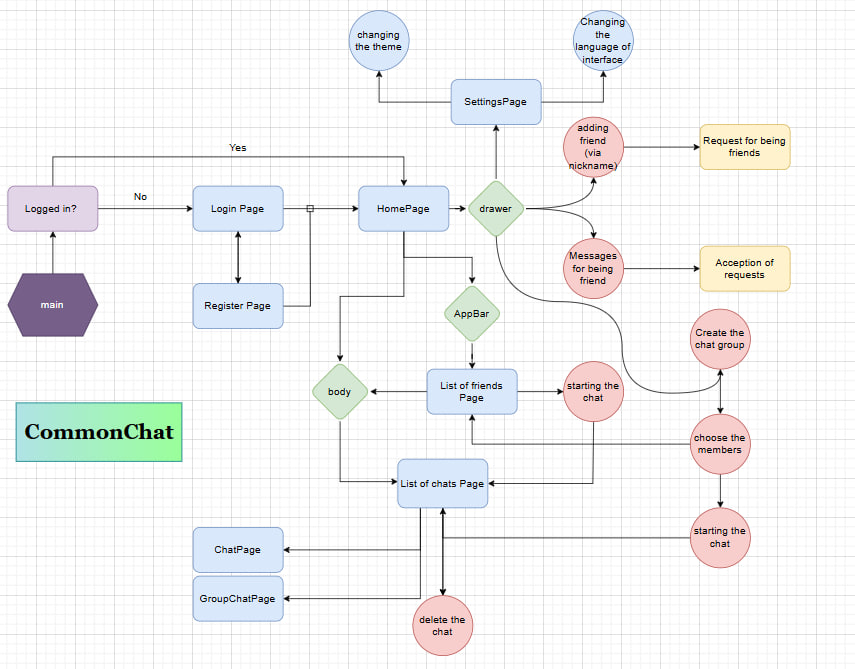 changing
the theme
Changing
the
language of
interface
SettingsPage
adding
friend
(via
nickname)
Request for being
friends
Yes
No
Logged in?
Login Page
HomePage
drawer
Messages
for being
friend
Acception of
requests
main
Register Page
AppBar
Create the
chat group
body
List of friends
Page
starting the
chat
CommonChat
choose the
members
List of chats Page
starting the
chat
ChatPage
GroupChatPage
delete the
chat